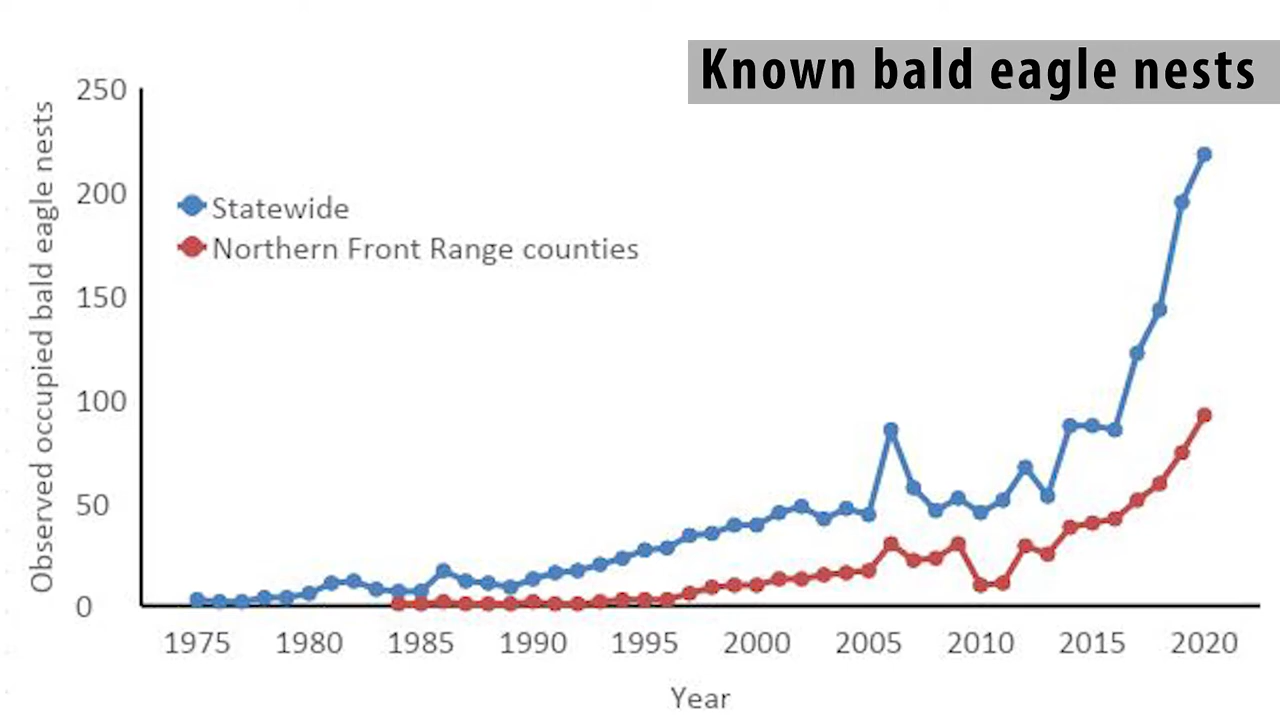 Known bald eagle nests
Observed occupied bald eagle nests
250
200
150
100
50
0
Statewide
Northern Front Range counties
1975 1980 1985 1990 1995 2000 2005 2010 2015 2020
Year